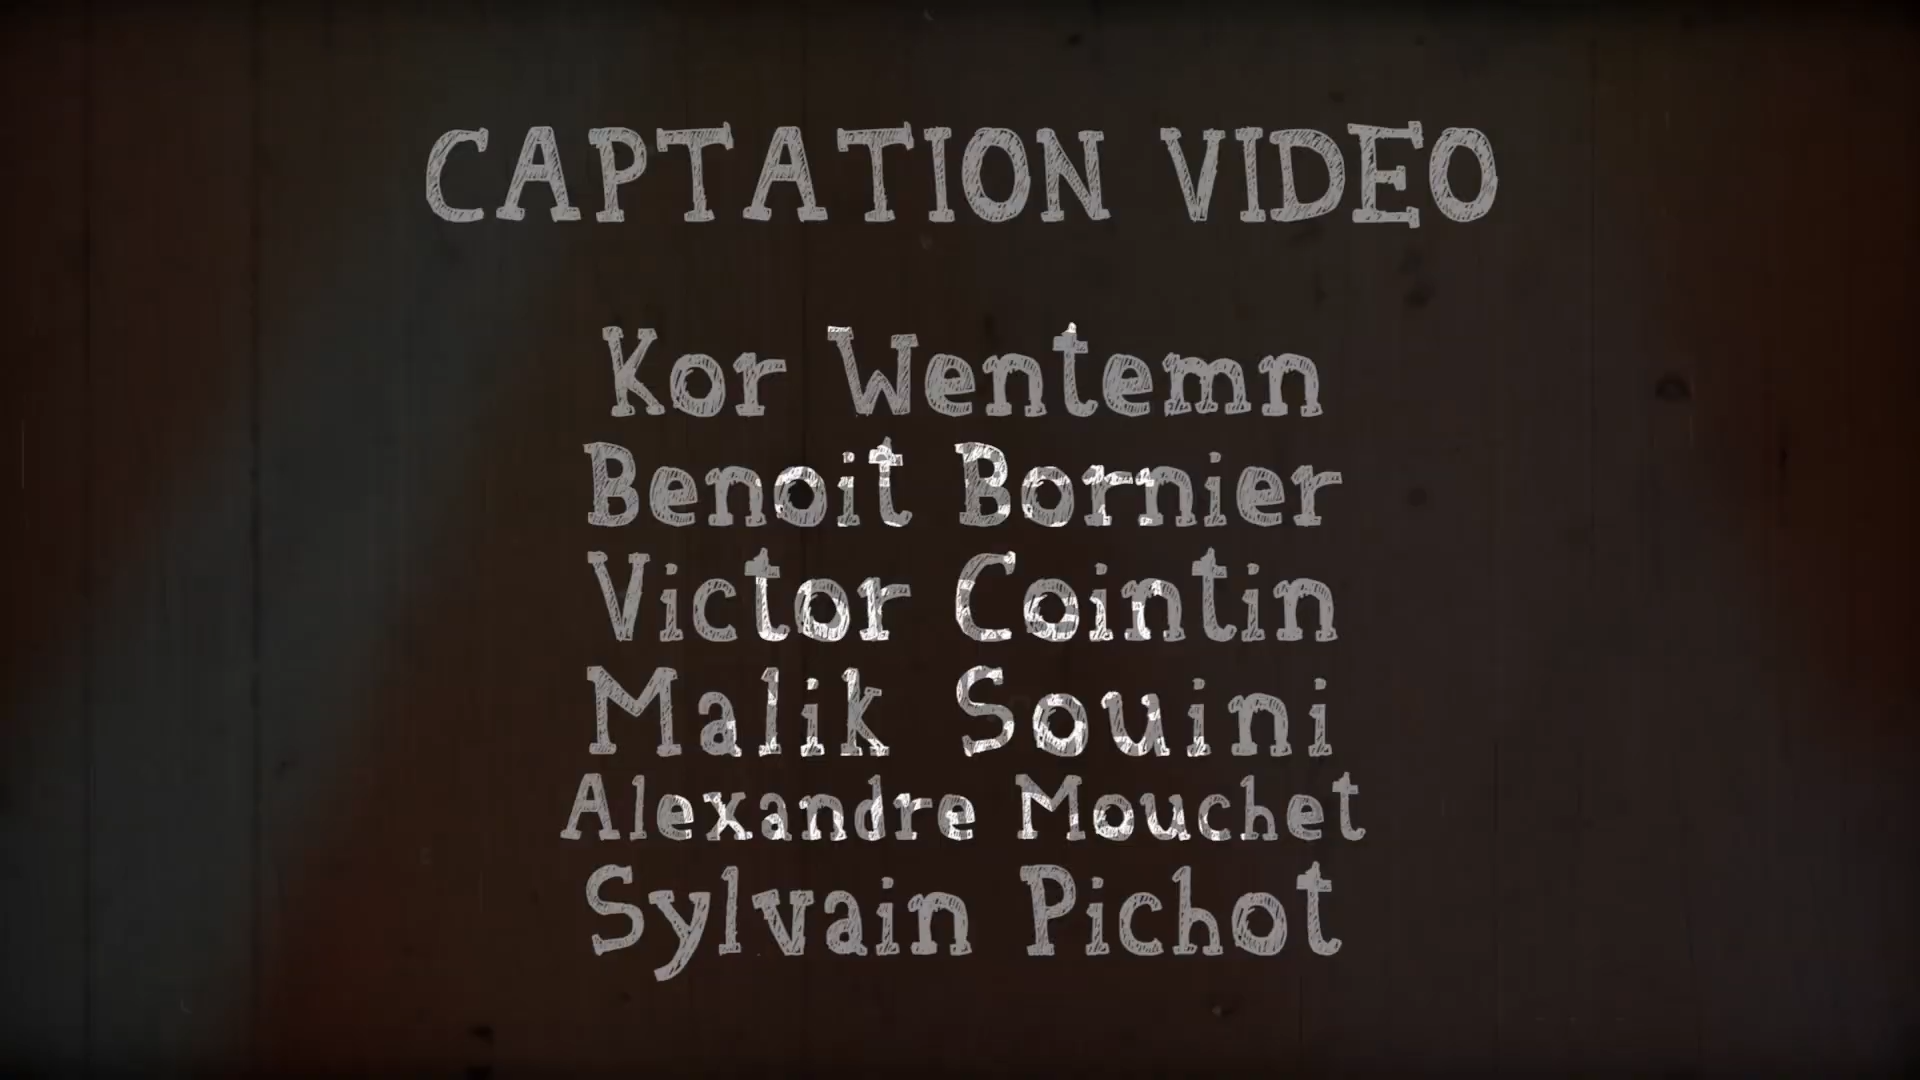 CAPTATION VIDEO
Kor Wentemn
Benoit Bornier
Victor Cointin
Malik Souini
Alexandre Mouchet
Sylvain Pichot